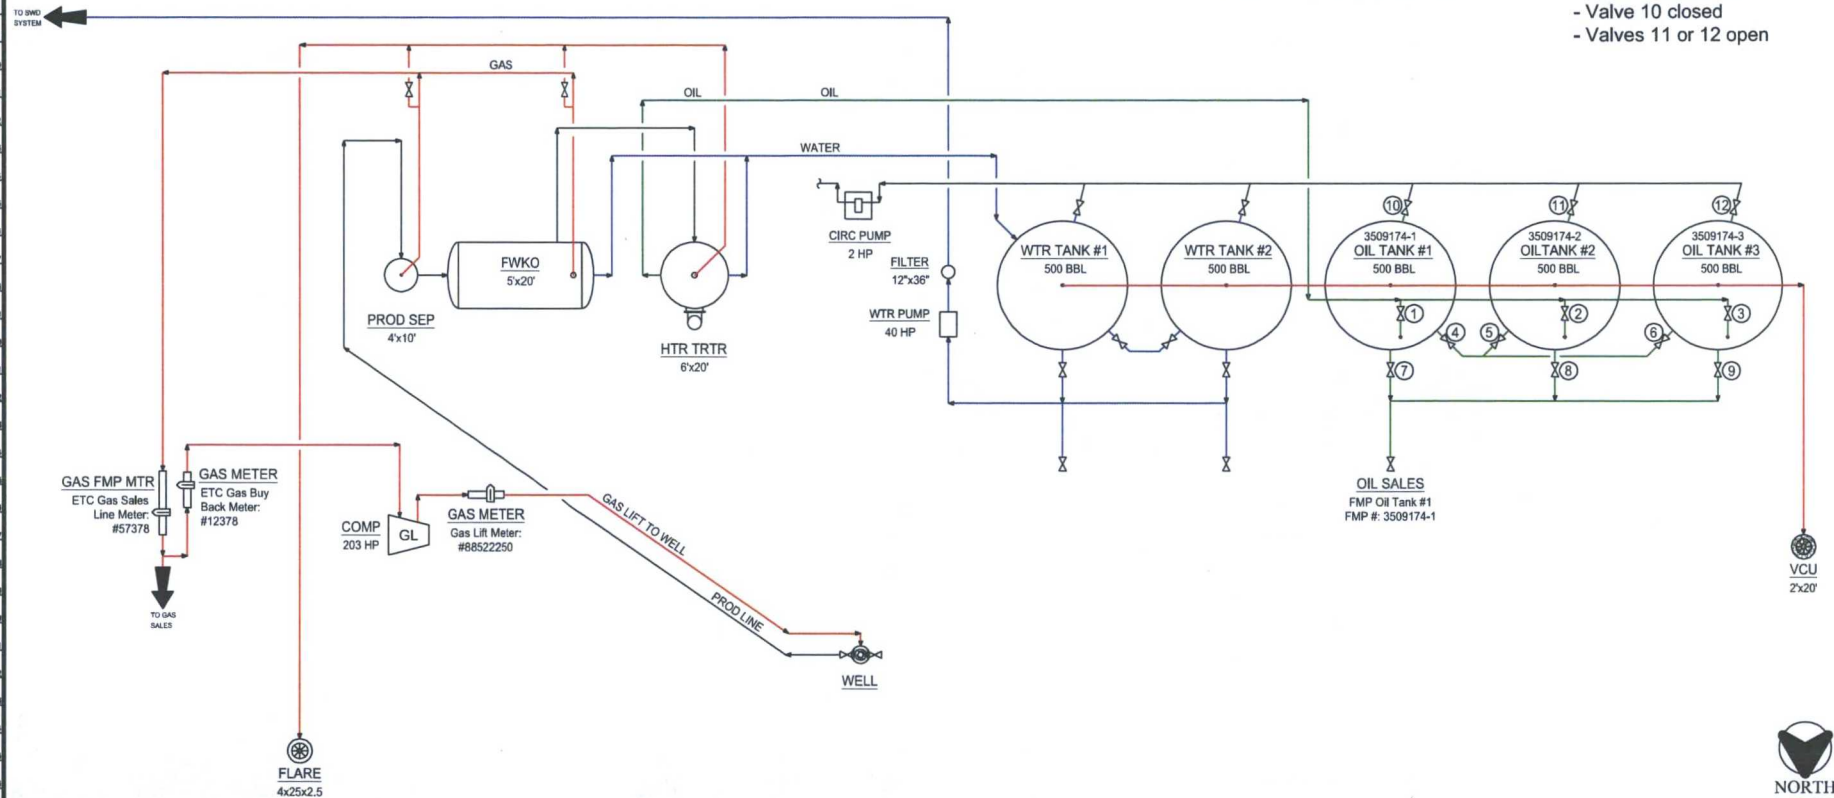 TO SWD
SYSTEM
- Valve 10 closed
- Valves 11 or 12 open
GAS
OIL
OIL
WATER
CIRC PUMP
2 HP
FILTER
12"x36"
WTR PUMP
40 HP
WTR TANK #1
500 BBL
WTR TANK #2
500 BBL
10
3509174-1
OIL TANK #1
500 BBL
11
3509174-2
OILTANK #2
500 BBL
12
3509174-3
OIL TANK #3
500 BBL
1
2
3
4
5
6
7
8
9
PROD SEP
4'x10'
FWKO
5'x20'
HTR TRTR
6'x20'
GAS FMP MTR
ETC Gas Sales
Line Meter:
#57378
GAS METER
ETC Gas Buy
Back Meter:
#12378
COMP
203 HP
GL
GAS METER
Gas Lift Meter:
#88522250
GAS LIFT TO WELL
PROD LINE
WELL
OIL SALES
FMP Oil Tank #1
FMP #: 3509174-1
VCU
2'x20'
TO GAS
SALES
FLARE
4x25x2.5
NORTH